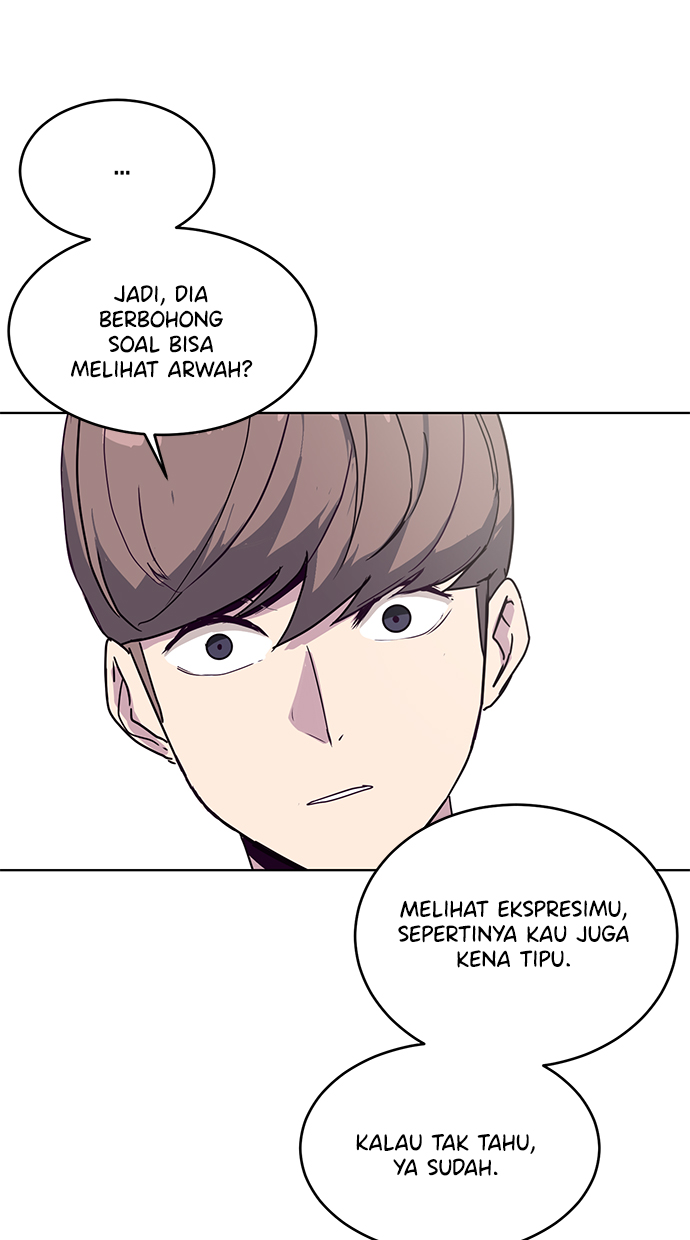 ...
JADI, DIA
BERBOHONG
SOAL BISA
MELIHAT ARWAH?
MELIHAT EKSPRESIMU,
SEPERTINYA KAU JUGA
KENA TIPU.
KALAU TAK TAHU,
YA SUDAH.